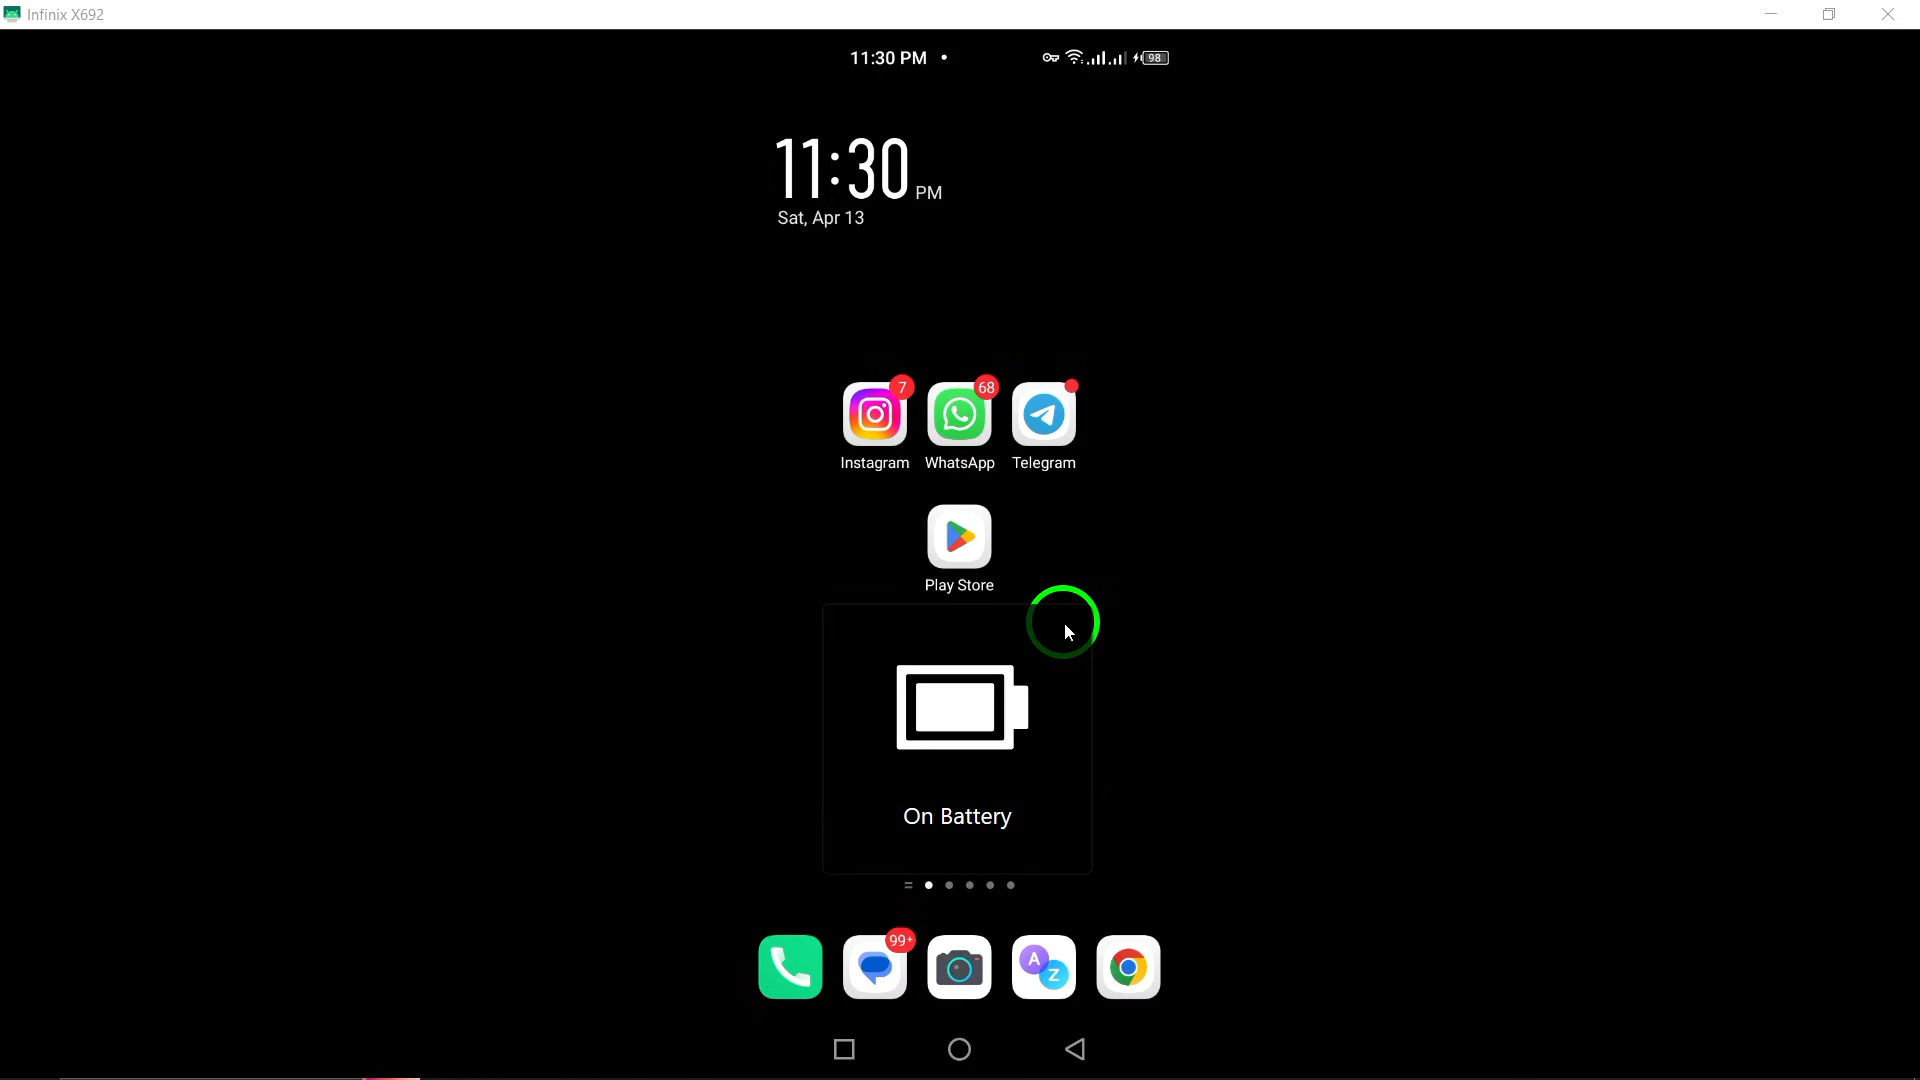 Infinix X692
11:30 PM
98
11:30 PM
Sat, Apr 13
7
68
Instagram
WhatsApp
Telegram
Play Store
On Battery
99+
A
Z